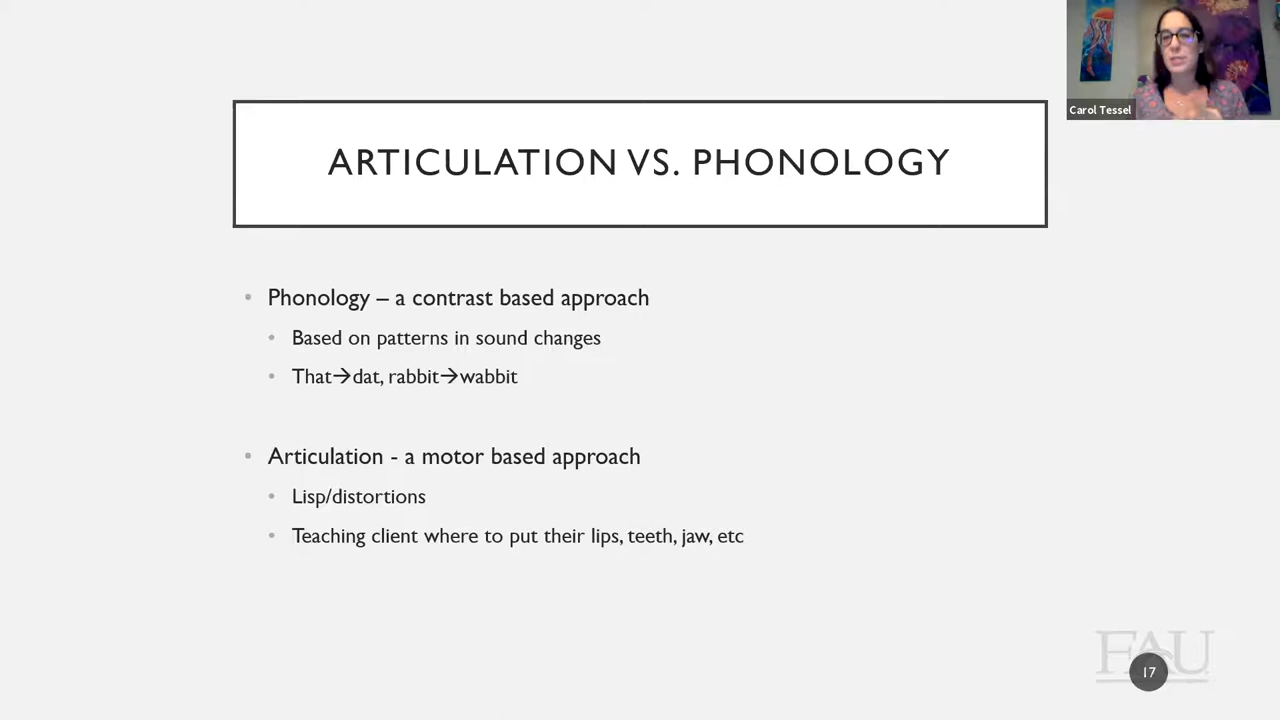 Carol Tessel
ARTICULATION VS. PHONOLOGY
• Phonology – a contrast based approach
• Based on patterns in sound changes
• That→dat, rabbit→wabbit
• Articulation - a motor based approach
• Lisp/distortions
• Teaching client where to put their lips, teeth, jaw, etc
FAU
17